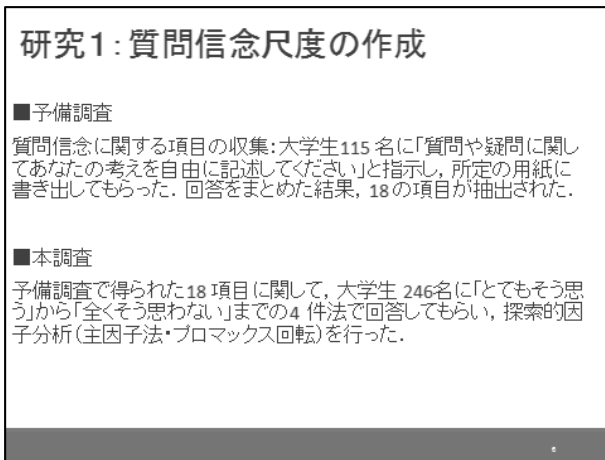 研究1：質問信念尺度の作成
■予備調査
質問信念に関する項目の収集：大学生115 名に「質問や疑問に関し
てあなたの考えを自由に記述してください」と指示し，所定の用紙に
書き出してもらった．回答をまとめた結果，18の項目が抽出された．
■本調査
予備調査で得られた18 項目に関して，大学生 246名に「とてもそう思
う」から「全くそう思わない」までの4 件法で回答してもらい，探索的因
子分析（主因子法・プロマックス回転）を行った．